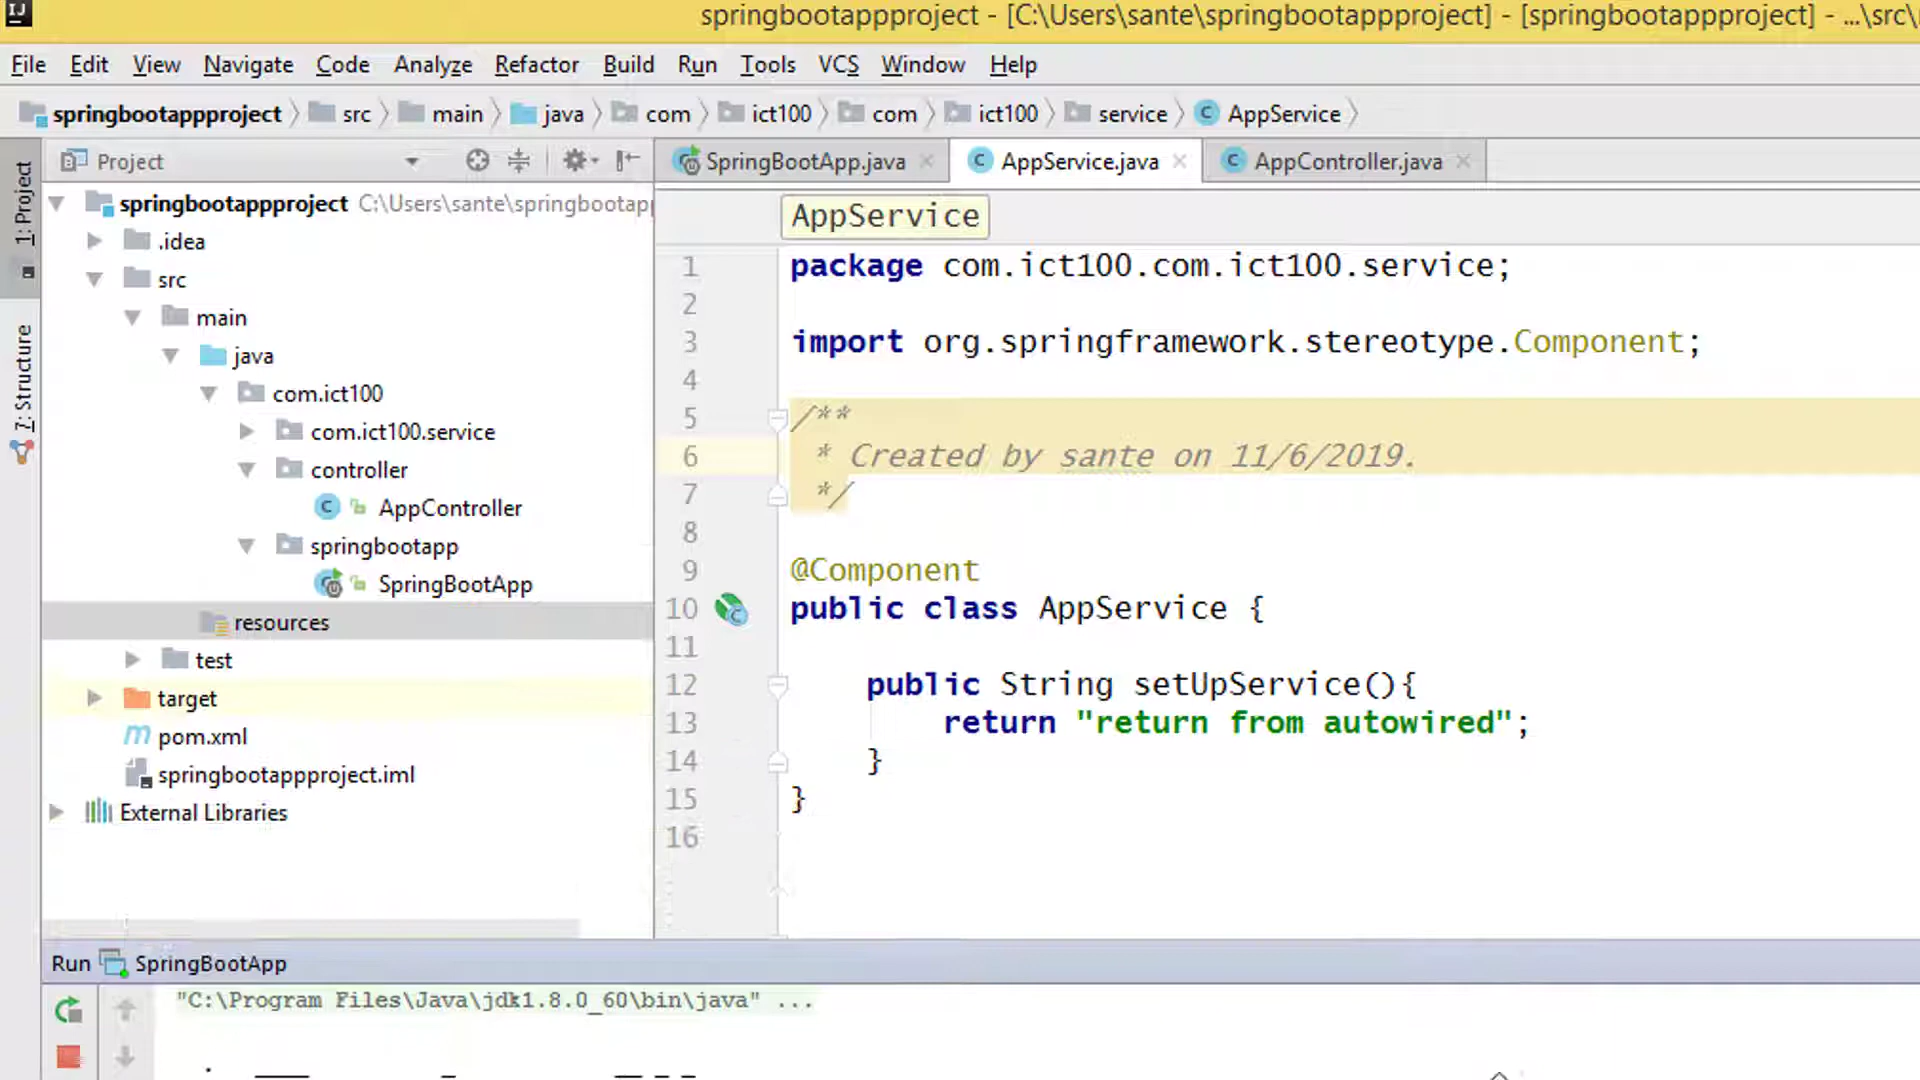 springbootappproject - [C:\Users\sante\springbootappproject] - [springbootappproject] - ...\src\
File Edit View Navigate Code Analyze Refactor Build Run Tools VCS Window Help
springbootappproject src main java com ict100 com ict100 service AppService
Project
SpringBootApp.java AppService.java AppController.java
1: Project
7: Structure
springbootappproject C:\Users\sante\springbootapp
.idea
src
main
java
com.ict100
com.ict100.service
controller
AppController
springbootapp
SpringBootApp
resources
test
target
pom.xml
springbootappproject.iml
External Libraries
AppService
1 package com.ict100.com.ict100.service;
2
3 import org.springframework.stereotype.Component;
4
5 /**
6 * Created by sante on 11/6/2019.
7 */
8
9 @Component
10 public class AppService {
11
12 public String setUpService(){
13 return "return from autowired";
14 }
15 }
16
Run SpringBootApp
"C:\Program Files\Java\jdk1.8.0_60\bin\java" ...